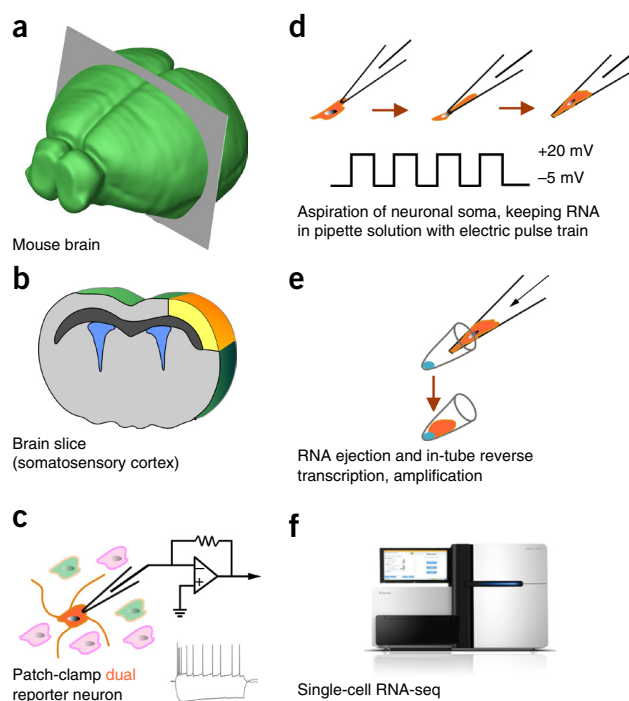 a
Mouse brain
b
Brain slice
(somatosensory cortex)
c
Patch-clamp dual
reporter neuron
d
+20 mV
–5 mV
Aspiration of neuronal soma, keeping RNA
in pipette solution with electric pulse train
e
RNA ejection and in-tube reverse
transcription, amplification
f
Single-cell RNA-seq